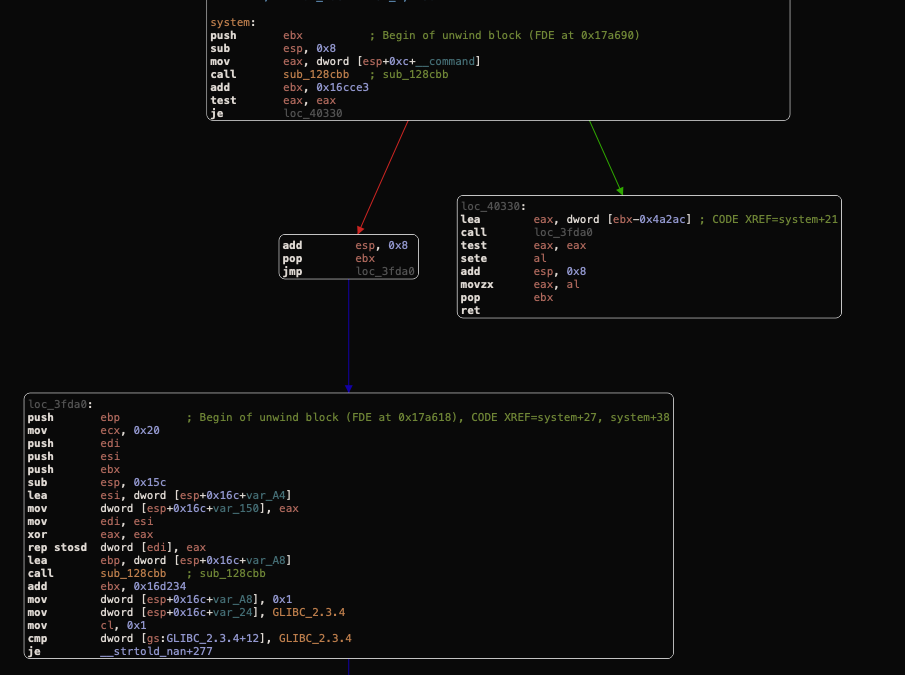 system:
push ebx ; Begin of unwind block (FDE at 0x17a690)
sub esp, 0x8
mov eax, dword [esp+0xc+__command]
call sub_128cbb ; sub_128cbb
add ebx, 0x16cce3
test eax, eax
je loc_40330
loc_40330:
lea eax, dword [ebx-0x4a2ac] ; CODE XREF=system+21
call loc_3fda0
test eax, eax
sete al
add esp, 0x8
movzx eax, al
pop ebx
ret
add esp, 0x8
pop ebx
jmp loc_3fda0
loc_3fda0:
push ebp ; Begin of unwind block (FDE at 0x17a618), CODE XREF=system+27, system+38
mov ecx, 0x20
push edi
push esi
push ebx
sub esp, 0x15c
lea esi, dword [esp+0x16c+var_A4]
mov dword [esp+0x16c+var_150], eax
mov edi, esi
xor eax, eax
rep stosd dword [edi], eax
lea ebp, dword [esp+0x16c+var_A8]
call sub_128cbb ; sub_128cbb
add ebx, 0x16d234
mov dword [esp+0x16c+var_A8], 0x1
mov dword [esp+0x16c+var_24], GLIBC_2.3.4
mov cl, 0x1
cmp dword [gs:GLIBC_2.3.4+12], GLIBC_2.3.4
je __strtold_nan+277